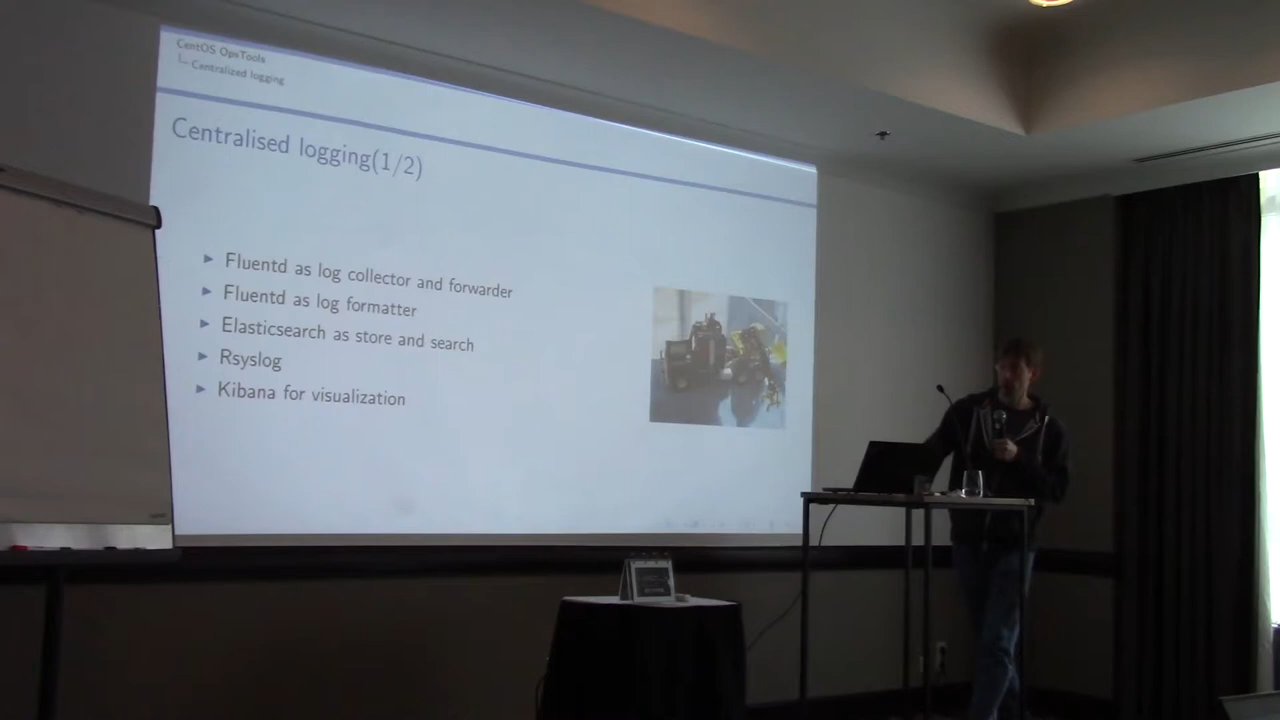 CentOS OpsTools
Centralized logging
Centralised logging(1/2)
Fluentd as log collector and forwarder
Fluentd as log formatter
Elasticsearch as store and search
Rsyslog
Kibana for visualization